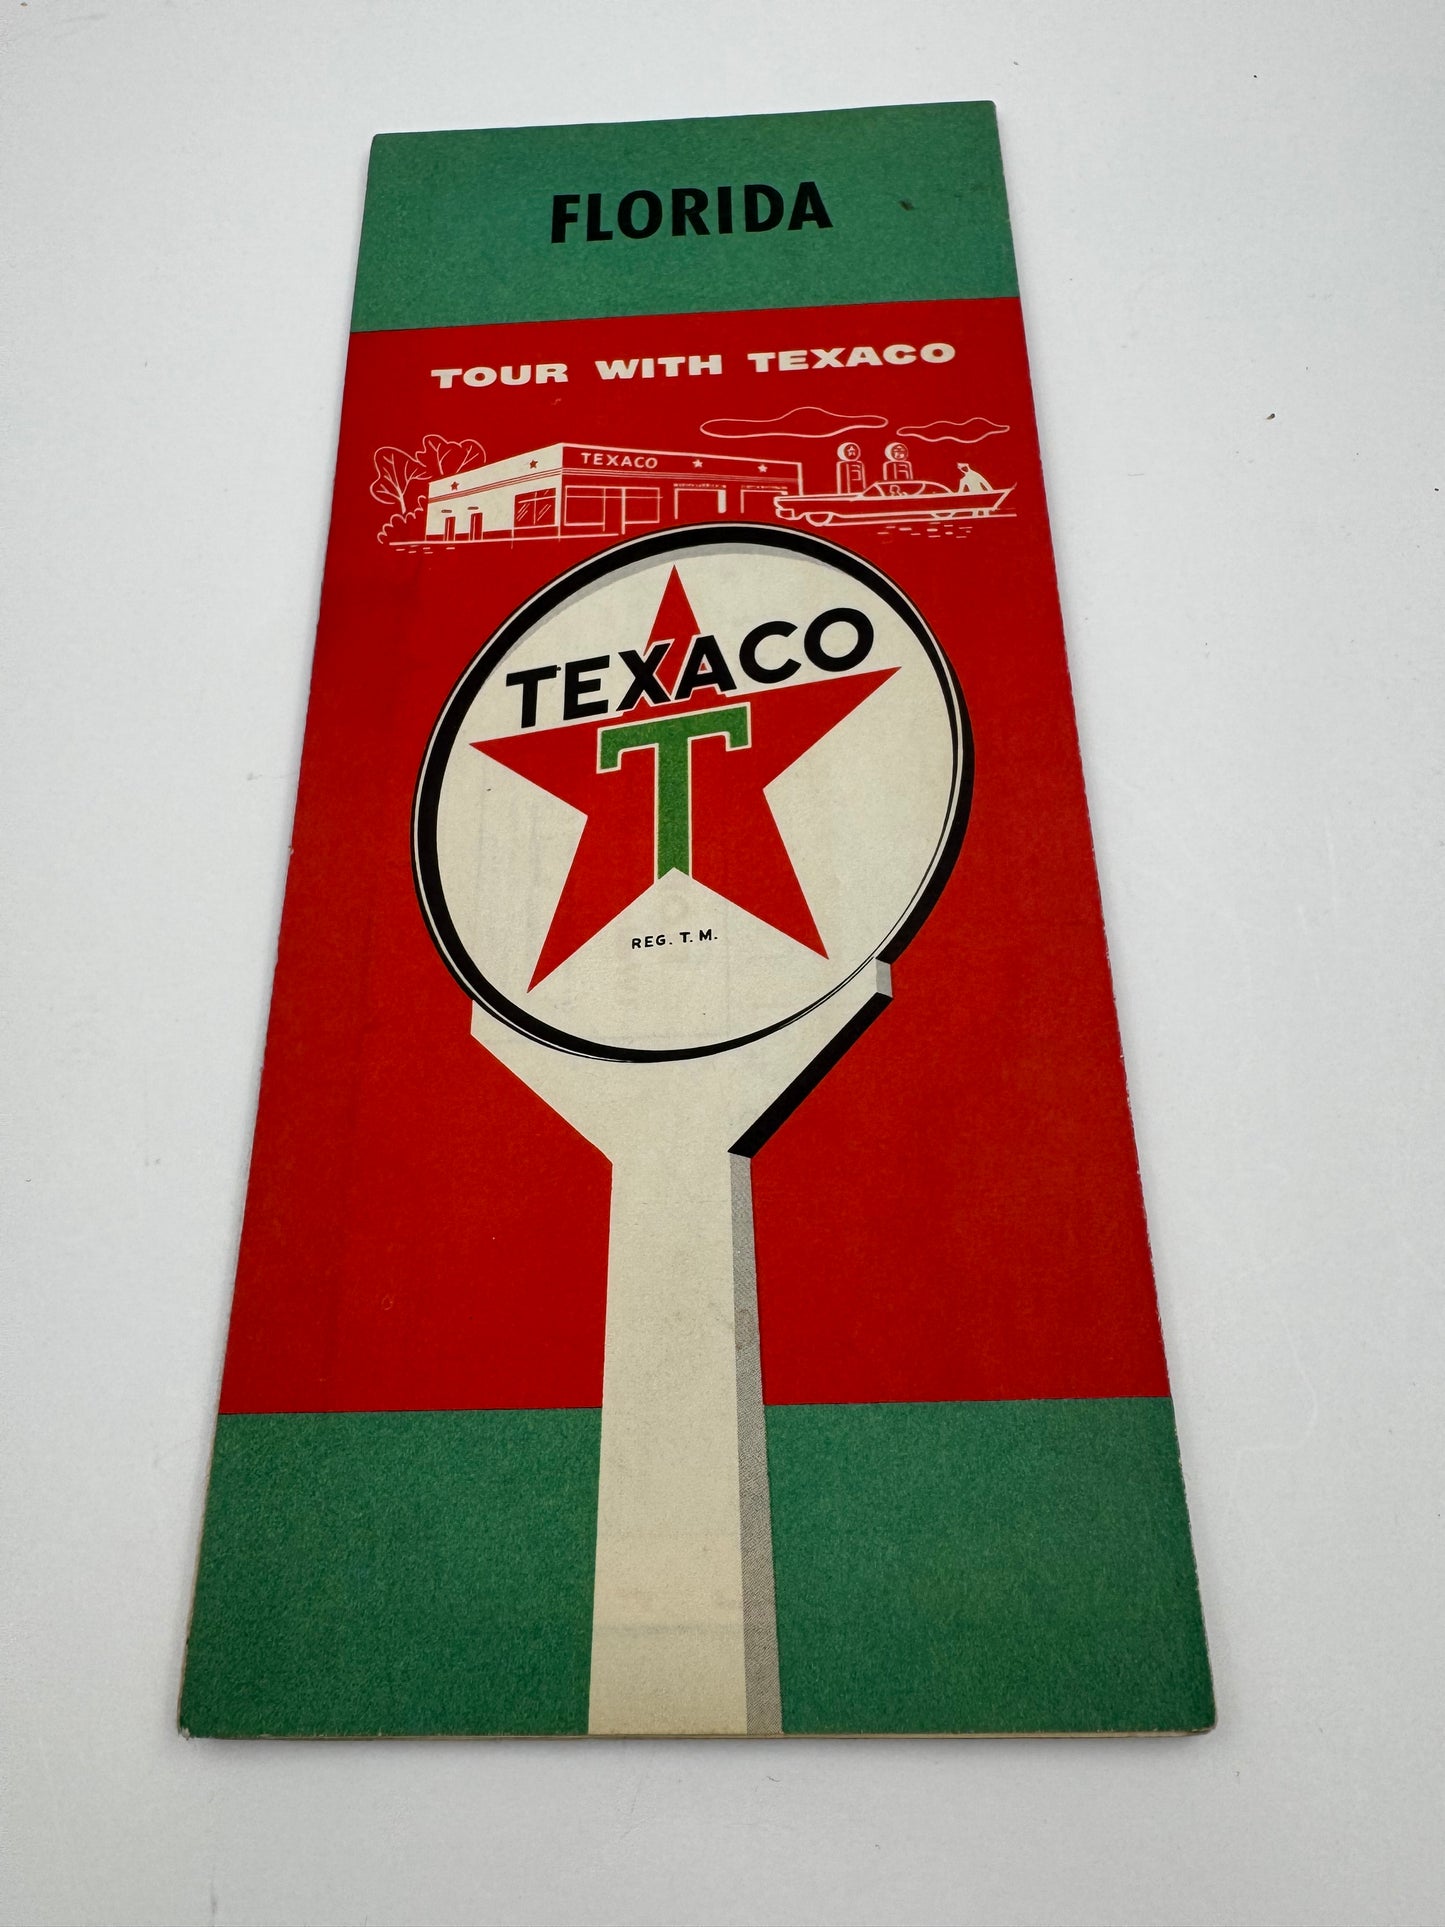 FLORIDA
TOUR WITH TEXACO
TEXACO
TEXACO
T
REG. T. M.